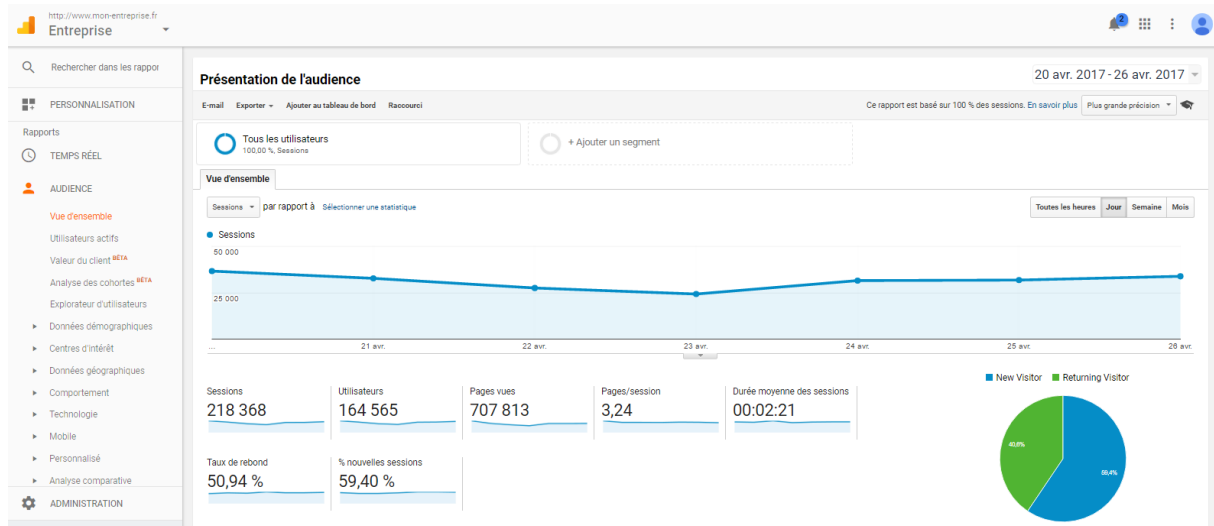 http://www.mon-entreprise.fr
Entreprise
2
Rechercher dans les rappor
PERSONNALISATION
Rapports
TEMPS RÉEL
AUDIENCE
Vue d'ensemble
Utilisateurs actifs
Valeur du client BÊTA
Analyse des cohortes BÊTA
Explorateur d'utilisateurs
Données démographiques
Centres d'intérêt
Données géographiques
Comportement
Technologie
Mobile
Personnalisé
Analyse comparative
ADMINISTRATION
Présentation de l'audience
20 avr. 2017 - 26 avr. 2017
E-mail Exporter Ajouter au tableau de bord Raccourci
Ce rapport est basé sur 100 % des sessions. En savoir plus Plus grande précision
Tous les utilisateurs
100,00 %, Sessions
+ Ajouter un segment
Vue d'ensemble
Sessions par rapport à Sélectionner une statistique
Toutes les heures Jour Semaine Mois
Sessions
50 000
25 000
... 21 avr. 22 avr. 23 avr. 24 avr. 25 avr. 26 avr.
Sessions
218 368
Utilisateurs
164 565
Pages vues
707 813
Pages/session
3,24
Durée moyenne des sessions
00:02:21
Taux de rebond
50,94 %
% nouvelles sessions
59,40 %
New Visitor Returning Visitor
40,6%
59,4%